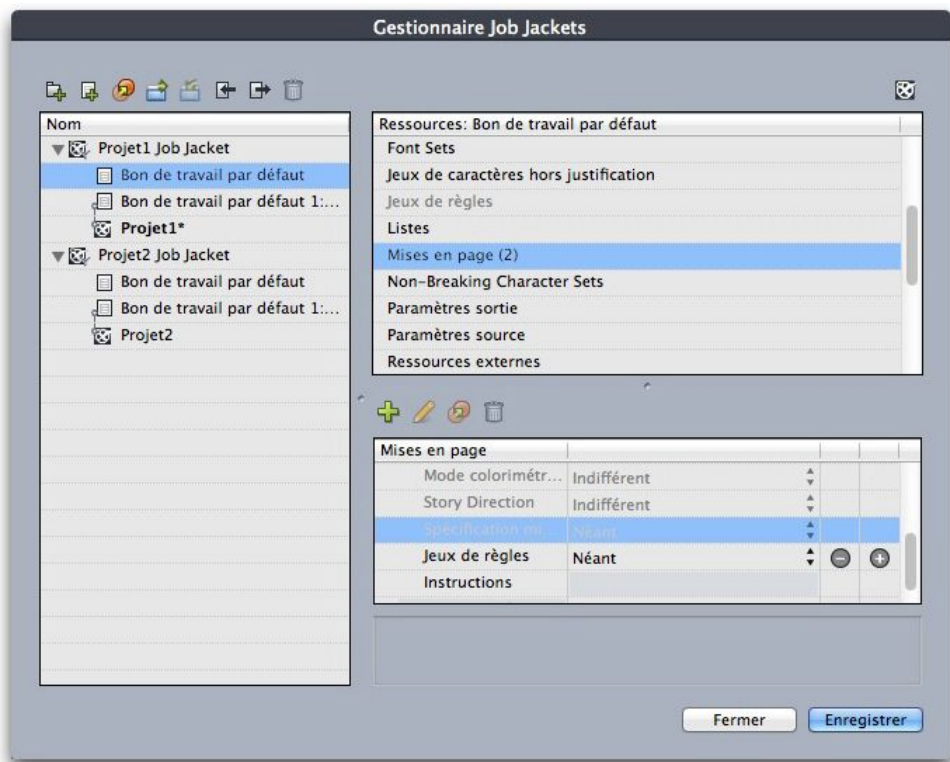 Gestionnaire Job Jackets
Nom
Projet1 Job Jacket
Bon de travail par défaut
Bon de travail par défaut 1:...
Projet1*
Projet2 Job Jacket
Bon de travail par défaut
Bon de travail par défaut 1:...
Projet2
Ressources: Bon de travail par défaut
Font Sets
Jeux de caractères hors justification
Jeux de règles
Listes
Mises en page (2)
Non-Breaking Character Sets
Paramètres sortie
Paramètres source
Ressources externes
Mises en page
Mode colorimétr... Indifférent
Story Direction Indifférent
Spécification mi... Néant
Jeux de règles Néant
Instructions
Fermer Enregistrer